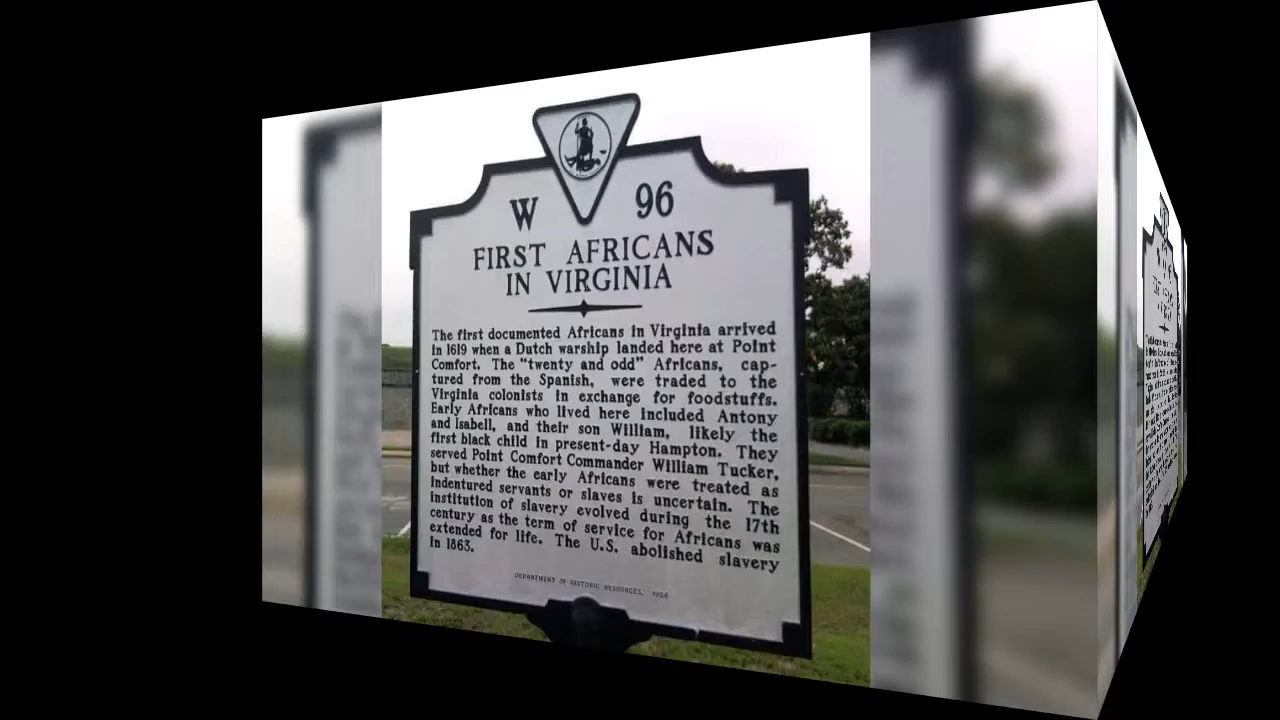 W 96
FIRST AFRICANS
IN VIRGINIA
The first documented Africans in Virginia arrived
in 1619 when a Dutch warship landed here at Point
Comfort. The "twenty and odd" Africans, cap-
tured from the Spanish, were traded to the
Virginia colonists in exchange for foodstuffs.
Early Africans who lived here included Antony
and Isabell, and their son William, likely the
first black child in present-day Hampton. They
served Point Comfort Commander William Tucker,
but whether the early Africans were treated as
indentured servants or slaves is uncertain. The
institution of slavery evolved during the 17th
century as the term of service for Africans was
extended for life. The U.S. abolished slavery
in 1863.
DEPARTMENT OF HISTORIC RESOURCES, 1994